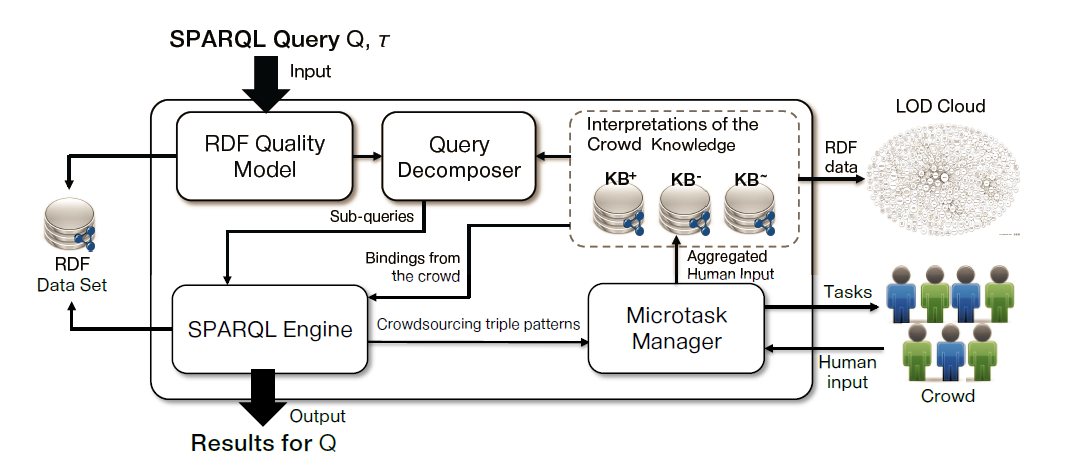 SPARQL Query Q, τ
Input
RDF Quality
Model
Query
Decomposer
Interpretations of the
Crowd Knowledge
KB+
KB-
KB~
LOD Cloud
RDF
data
Sub-queries
RDF
Data Set
Bindings from
the crowd
Aggregated
Human Input
SPARQL Engine
Crowdsourcing triple patterns
Microtask
Manager
Tasks
Human
input
Crowd
Output
Results for Q